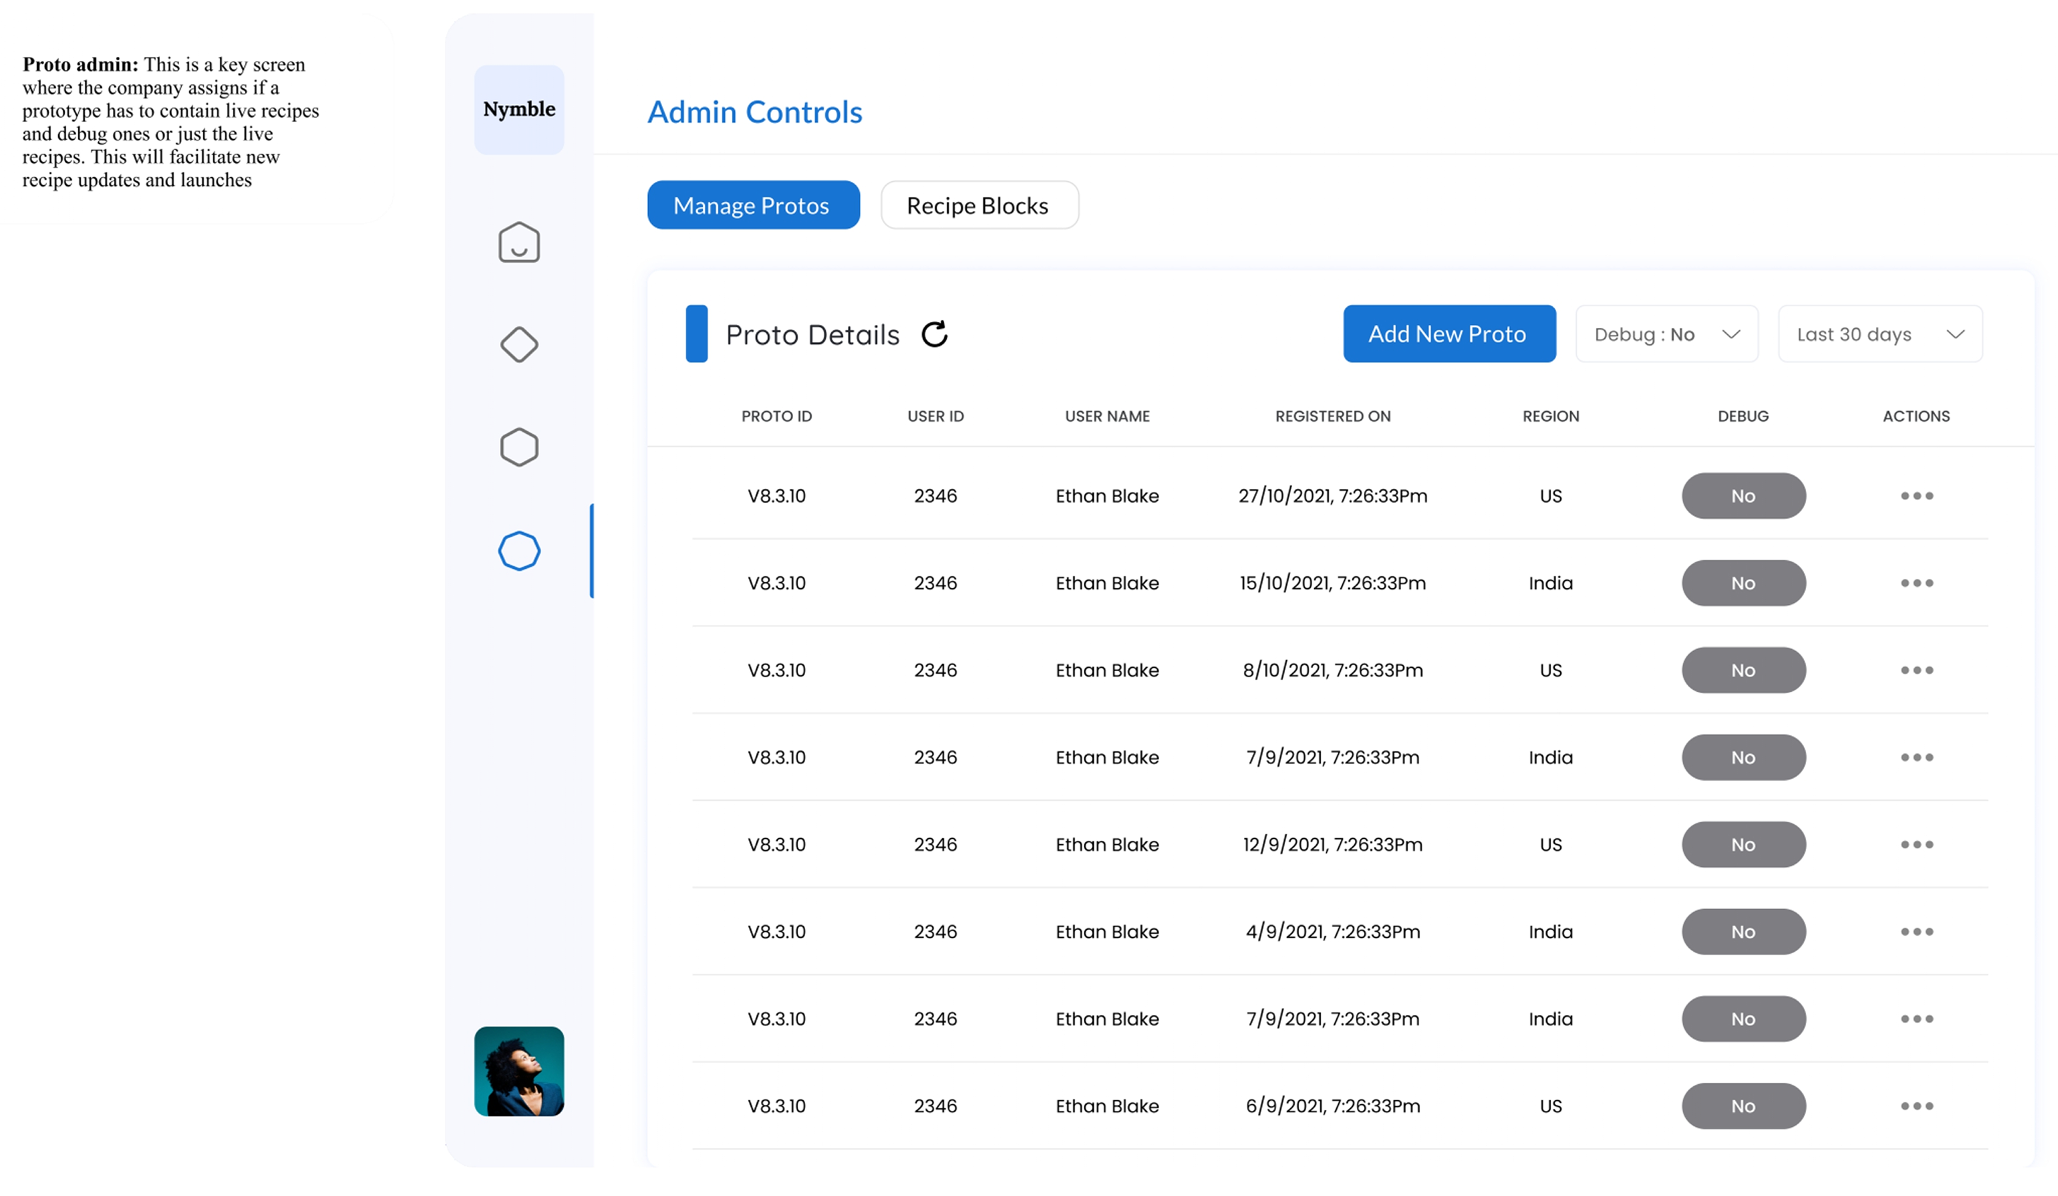 Proto admin: This is a key screen
where the company assigns if a
prototype has to contain live recipes
and debug ones or just the live
recipes. This will facilitate new
recipe updates and launches
Nymble
Admin Controls
Manage Protos Recipe Blocks
Proto Details Add New Proto Debug : No Last 30 days
PROTO ID USER ID USER NAME REGISTERED ON REGION DEBUG ACTIONS
V8.3.10 2346 Ethan Blake 27/10/2021, 7:26:33Pm US No
V8.3.10 2346 Ethan Blake 15/10/2021, 7:26:33Pm India No
V8.3.10 2346 Ethan Blake 8/10/2021, 7:26:33Pm US No
V8.3.10 2346 Ethan Blake 7/9/2021, 7:26:33Pm India No
V8.3.10 2346 Ethan Blake 12/9/2021, 7:26:33Pm US No
V8.3.10 2346 Ethan Blake 4/9/2021, 7:26:33Pm India No
V8.3.10 2346 Ethan Blake 7/9/2021, 7:26:33Pm India No
V8.3.10 2346 Ethan Blake 6/9/2021, 7:26:33Pm US No